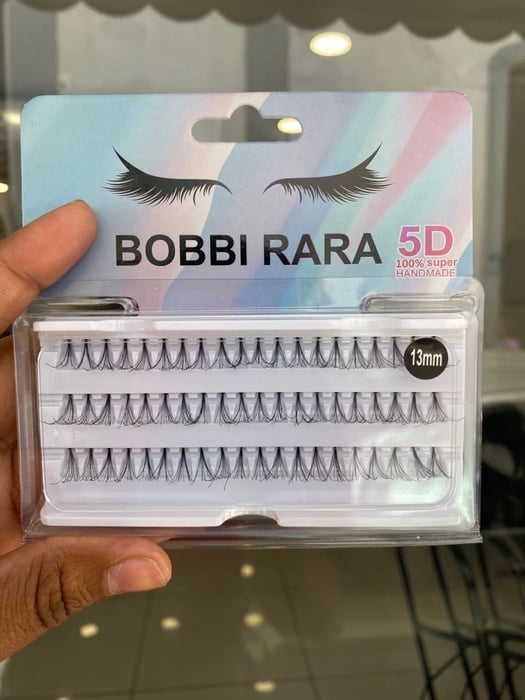 BOBBI RARA
5D
100% super
HANDMADE
13mm